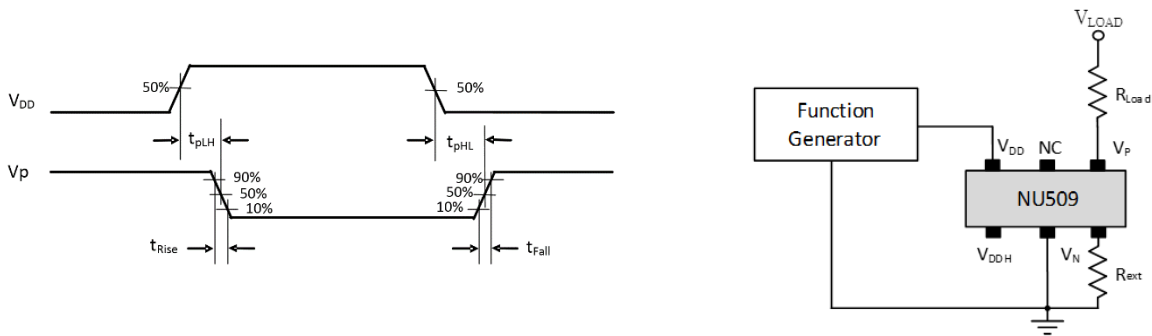 50%
50%
V_DD
t_pLH
t_pHL
Vp
90%
50%
10%
90%
50%
10%
t_Rise
t_Fall
V_LOAD
R_Load
Function
Generator
V_DD NC V_P
NU509
V_DDH V_N
R_ext